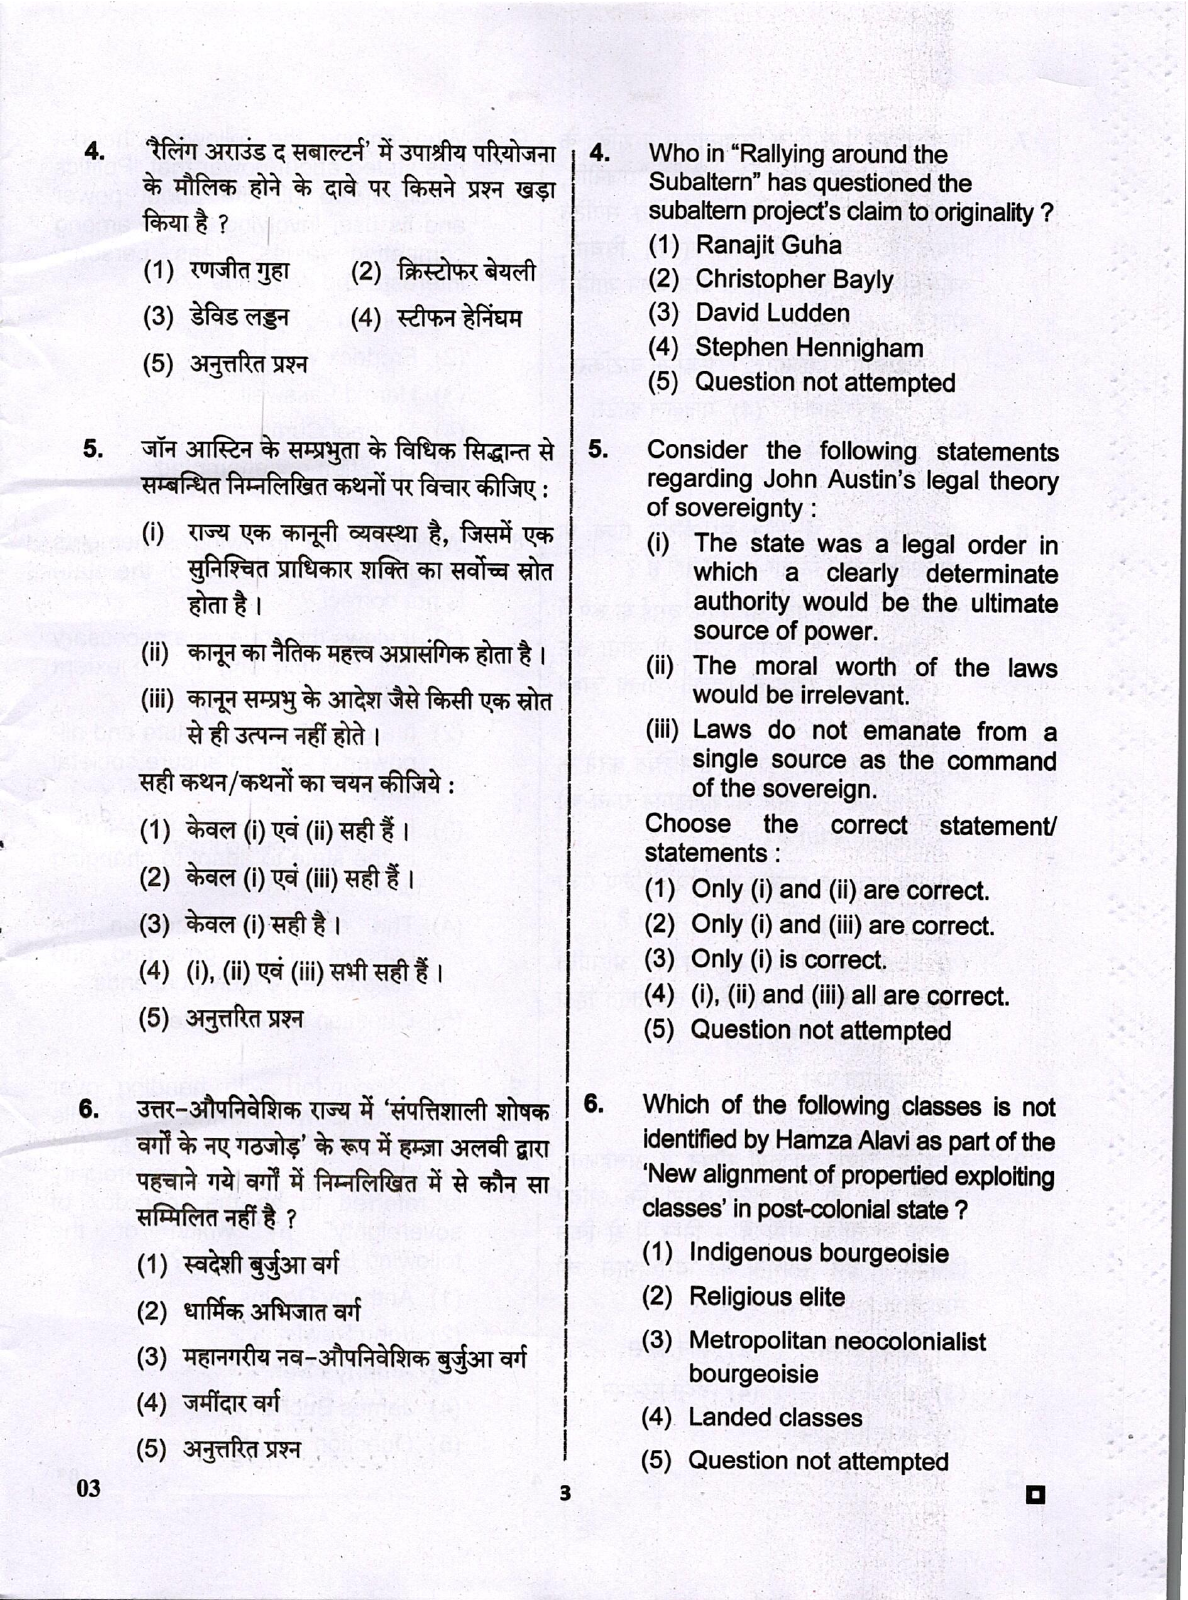 4. 'रैलिंग अराउंड द सबाल्टर्न' में उपाश्रीय परियोजना
के मौलिक होने के दावे पर किसने प्रश्न खड़ा
किया है ?
(1) रणजीत गुहा (2) क्रिस्टोफर बेयली
(3) डेविड लड्डन (4) स्टीफन हेनिंघम
(5) अनुत्तरित प्रश्न
5. जॉन आस्टिन के सम्प्रभुता के विधिक सिद्धान्त से
सम्बन्धित निम्नलिखित कथनों पर विचार कीजिए :
(i) राज्य एक कानूनी व्यवस्था है, जिसमें एक
सुनिश्चित प्राधिकार शक्ति का सर्वोच्च स्रोत
होता है ।
(ii) कानून का नैतिक महत्त्व अप्रासंगिक होता है ।
(iii) कानून सम्प्रभु के आदेश जैसे किसी एक स्रोत
से ही उत्पन्न नहीं होते ।
सही कथन/कथनों का चयन कीजिये :
(1) केवल (i) एवं (ii) सही हैं ।
(2) केवल (i) एवं (iii) सही हैं ।
(3) केवल (i) सही है ।
(4) (i), (ii) एवं (iii) सभी सही हैं ।
(5) अनुत्तरित प्रश्न
6. उत्तर-औपनिवेशिक राज्य में 'संपत्तिशाली शोषक
वर्गों के नए गठजोड़' के रूप में हम्ज़ा अलवी द्वारा
पहचाने गये वर्गों में निम्नलिखित में से कौन सा
सम्मिलित नहीं है ?
(1) स्वदेशी बुर्जुआ वर्ग
(2) धार्मिक अभिजात वर्ग
(3) महानगरीय नव-औपनिवेशिक बुर्जुआ वर्ग
(4) जमींदार वर्ग
(5) अनुत्तरित प्रश्न
4. Who in “Rallying around the
Subaltern” has questioned the
subaltern project’s claim to originality ?
(1) Ranajit Guha
(2) Christopher Bayly
(3) David Ludden
(4) Stephen Hennigham
(5) Question not attempted
5. Consider the following statements
regarding John Austin’s legal theory
of sovereignty :
(i) The state was a legal order in
which a clearly determinate
authority would be the ultimate
source of power.
(ii) The moral worth of the laws
would be irrelevant.
(iii) Laws do not emanate from a
single source as the command
of the sovereign.
Choose the correct statement/
statements :
(1) Only (i) and (ii) are correct.
(2) Only (i) and (iii) are correct.
(3) Only (i) is correct.
(4) (i), (ii) and (iii) all are correct.
(5) Question not attempted
6. Which of the following classes is not
identified by Hamza Alavi as part of the
‘New alignment of propertied exploiting
classes’ in post-colonial state ?
(1) Indigenous bourgeoisie
(2) Religious elite
(3) Metropolitan neocolonialist
bourgeoisie
(4) Landed classes
(5) Question not attempted
03 3